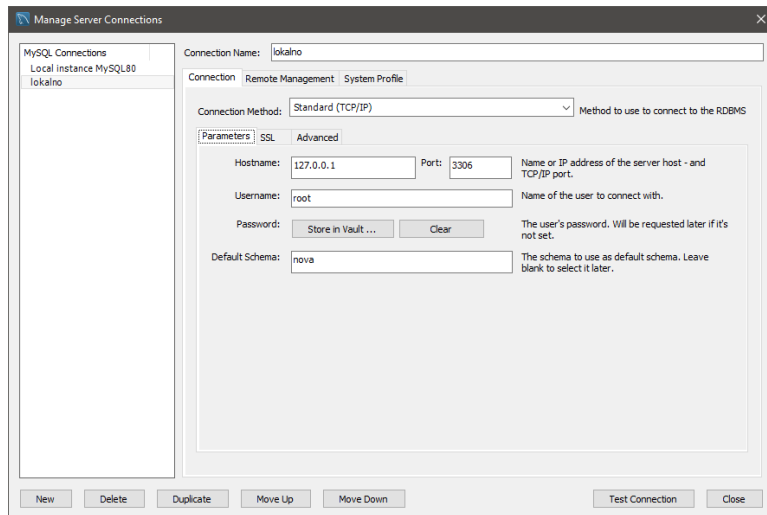 Manage Server Connections
MySQL Connections
Local instance MySQL80
lokalno
Connection Name: lokalno
Connection Remote Management System Profile
Connection Method: Standard (TCP/IP) Method to use to connect to the RDBMS
Parameters SSL Advanced
Hostname: 127.0.0.1 Port: 3306 Name or IP address of the server host - and
TCP/IP port.
Username: root Name of the user to connect with.
Password: Store in Vault ... Clear The user's password. Will be requested later if it's
not set.
Default Schema: nova The schema to use as default schema. Leave
blank to select it later.
New Delete Duplicate Move Up Move Down Test Connection Close